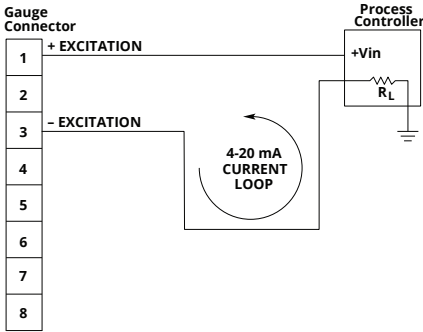 Gauge
Connector
Process
Controller
+ EXCITATION
1
+Vin
2
RL
– EXCITATION
3
4-20 mA
CURRENT
LOOP
4
5
6
7
8